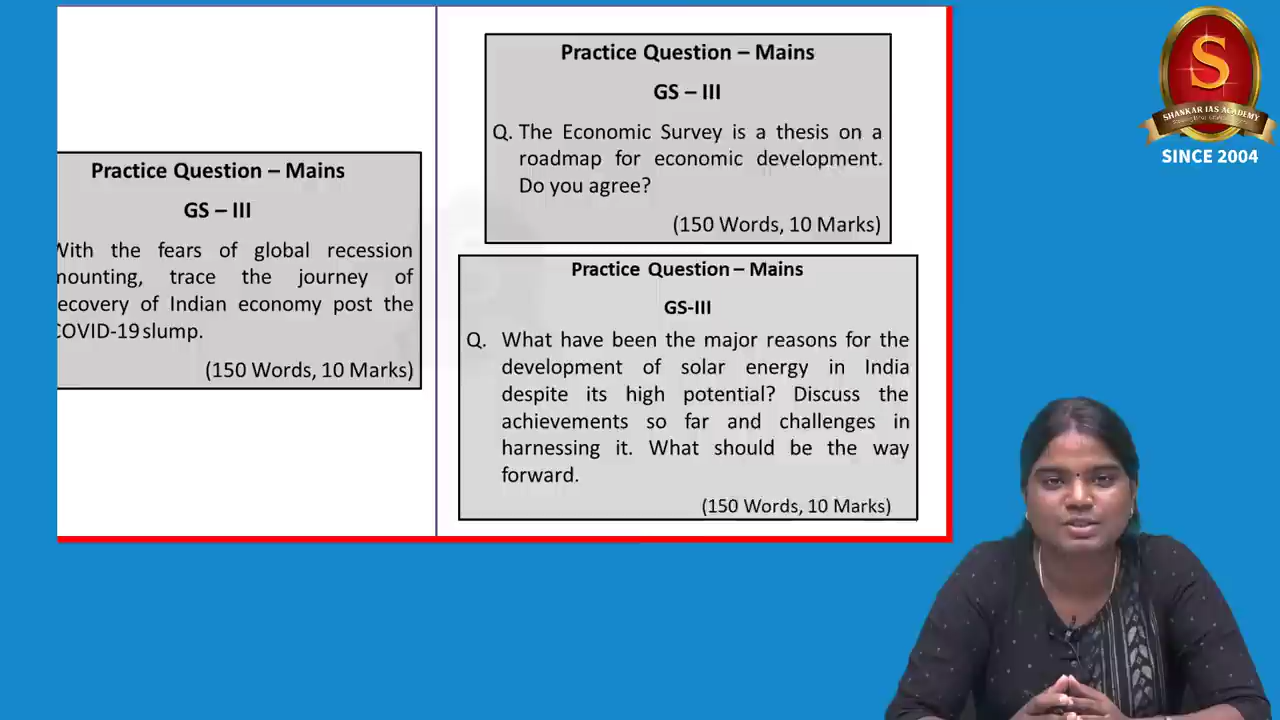 Practice Question – Mains
GS – III
With the fears of global recession
mounting, trace the journey of
recovery of Indian economy post the
COVID-19 slump.
(150 Words, 10 Marks)
Practice Question – Mains
GS – III
Q. The Economic Survey is a thesis on a
roadmap for economic development.
Do you agree?
(150 Words, 10 Marks)
Practice Question – Mains
GS-III
Q. What have been the major reasons for the
development of solar energy in India
despite its high potential? Discuss the
achievements so far and challenges in
harnessing it. What should be the way
forward.
(150 Words, 10 Marks)
S
SHANKAR IAS ACADEMY
SINCE 2004